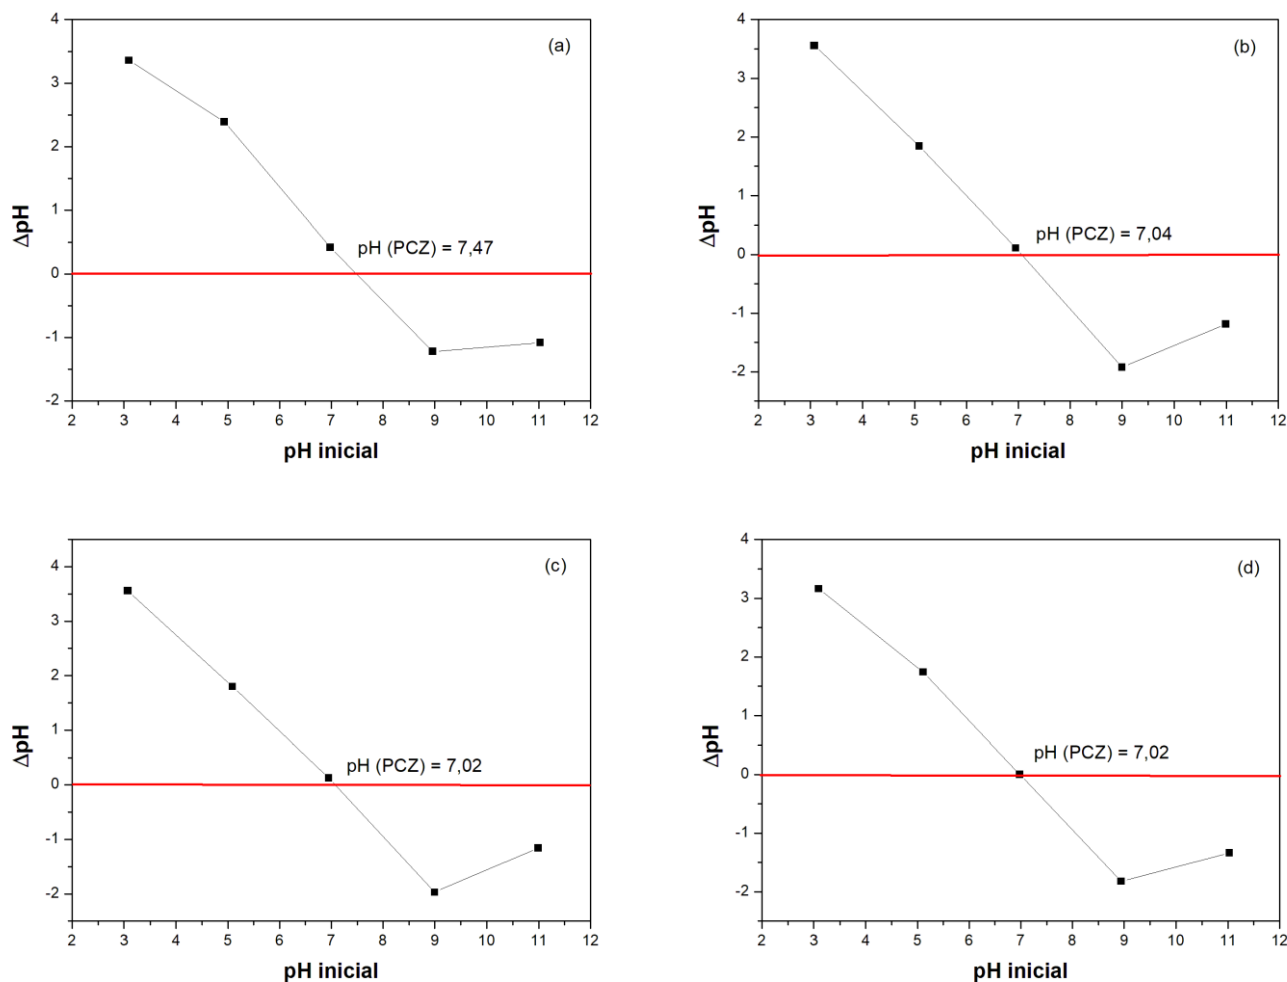 (a)
4
3
2
1
0
-1
-2
ΔpH
pH (PCZ) = 7,47
2 3 4 5 6 7 8 9 10 11 12
pH inicial
(b)
4
3
2
1
0
-1
-2
ΔpH
pH (PCZ) = 7,04
2 3 4 5 6 7 8 9 10 11 12
pH inicial
(c)
4
3
2
1
0
-1
-2
ΔpH
pH (PCZ) = 7,02
2 3 4 5 6 7 8 9 10 11 12
pH inicial
(d)
4
3
2
1
0
-1
-2
ΔpH
pH (PCZ) = 7,02
2 3 4 5 6 7 8 9 10 11 12
pH inicial